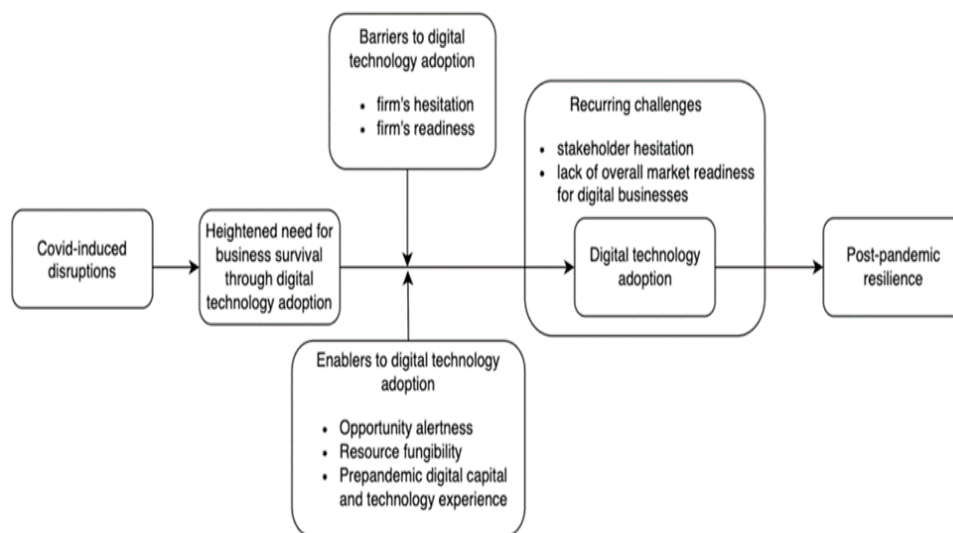 Barriers to digital
technology adoption
• firm's hesitation
• firm's readiness
Recurring challenges
• stakeholder hesitation
• lack of overall market readiness
for digital businesses
Covid-induced
disruptions
Heightened need for
business survival
through digital
technology adoption
Digital technology
adoption
Post-pandemic
resilience
Enablers to digital technology
adoption
• Opportunity alertness
• Resource fungibility
• Prepandemic digital capital
and technology experience